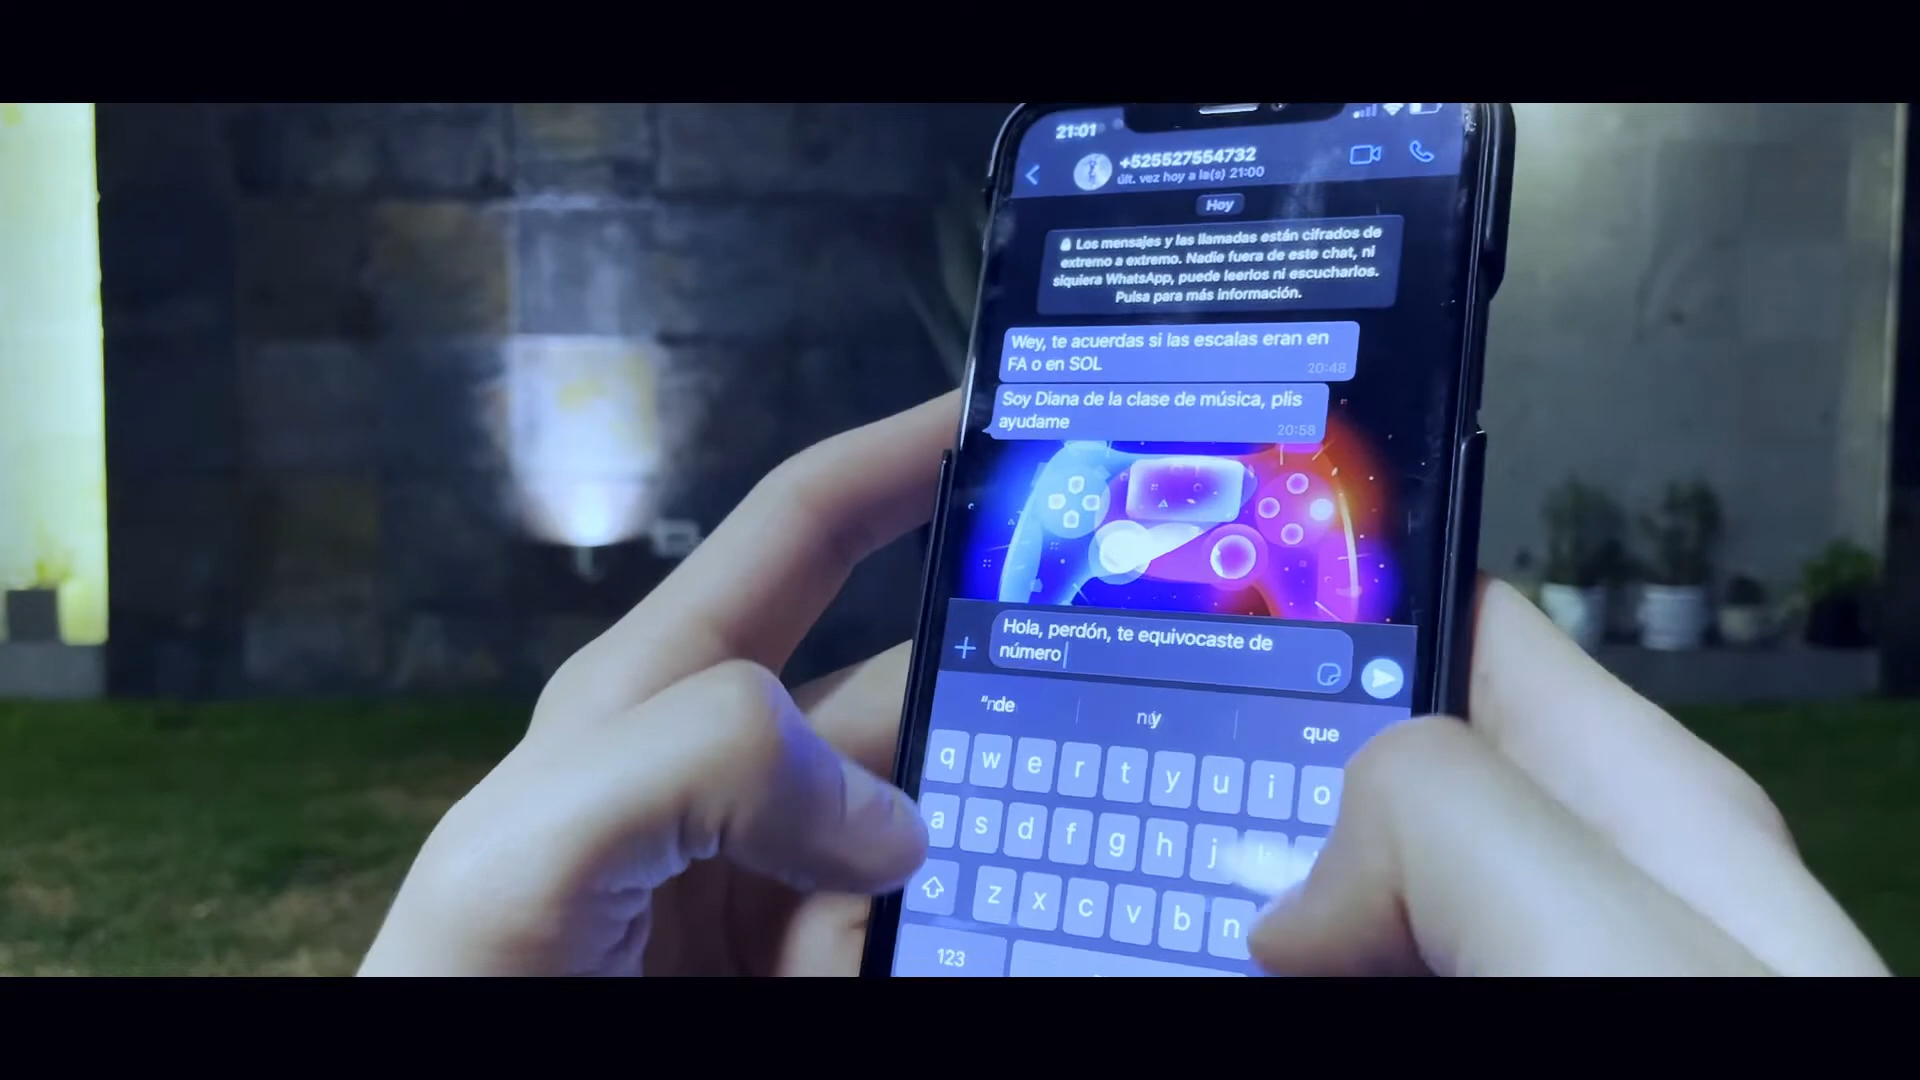 21:01
+525527554732
últ. vez hoy a la(s) 21:00
Hoy
Los mensajes y las llamadas están cifrados de
extremo a extremo. Nadie fuera de este chat, ni
siquiera WhatsApp, puede leerlos ni escucharlos.
Pulsa para más información.
Wey, te acuerdas si las escalas eran en
FA o en SOL
20:48
Soy Diana de la clase de música, plis
ayudame
20:58
Hola, perdón, te equivocaste de
número
que
q w e r t y u i o
a s d f g h j
z x c v b n
123